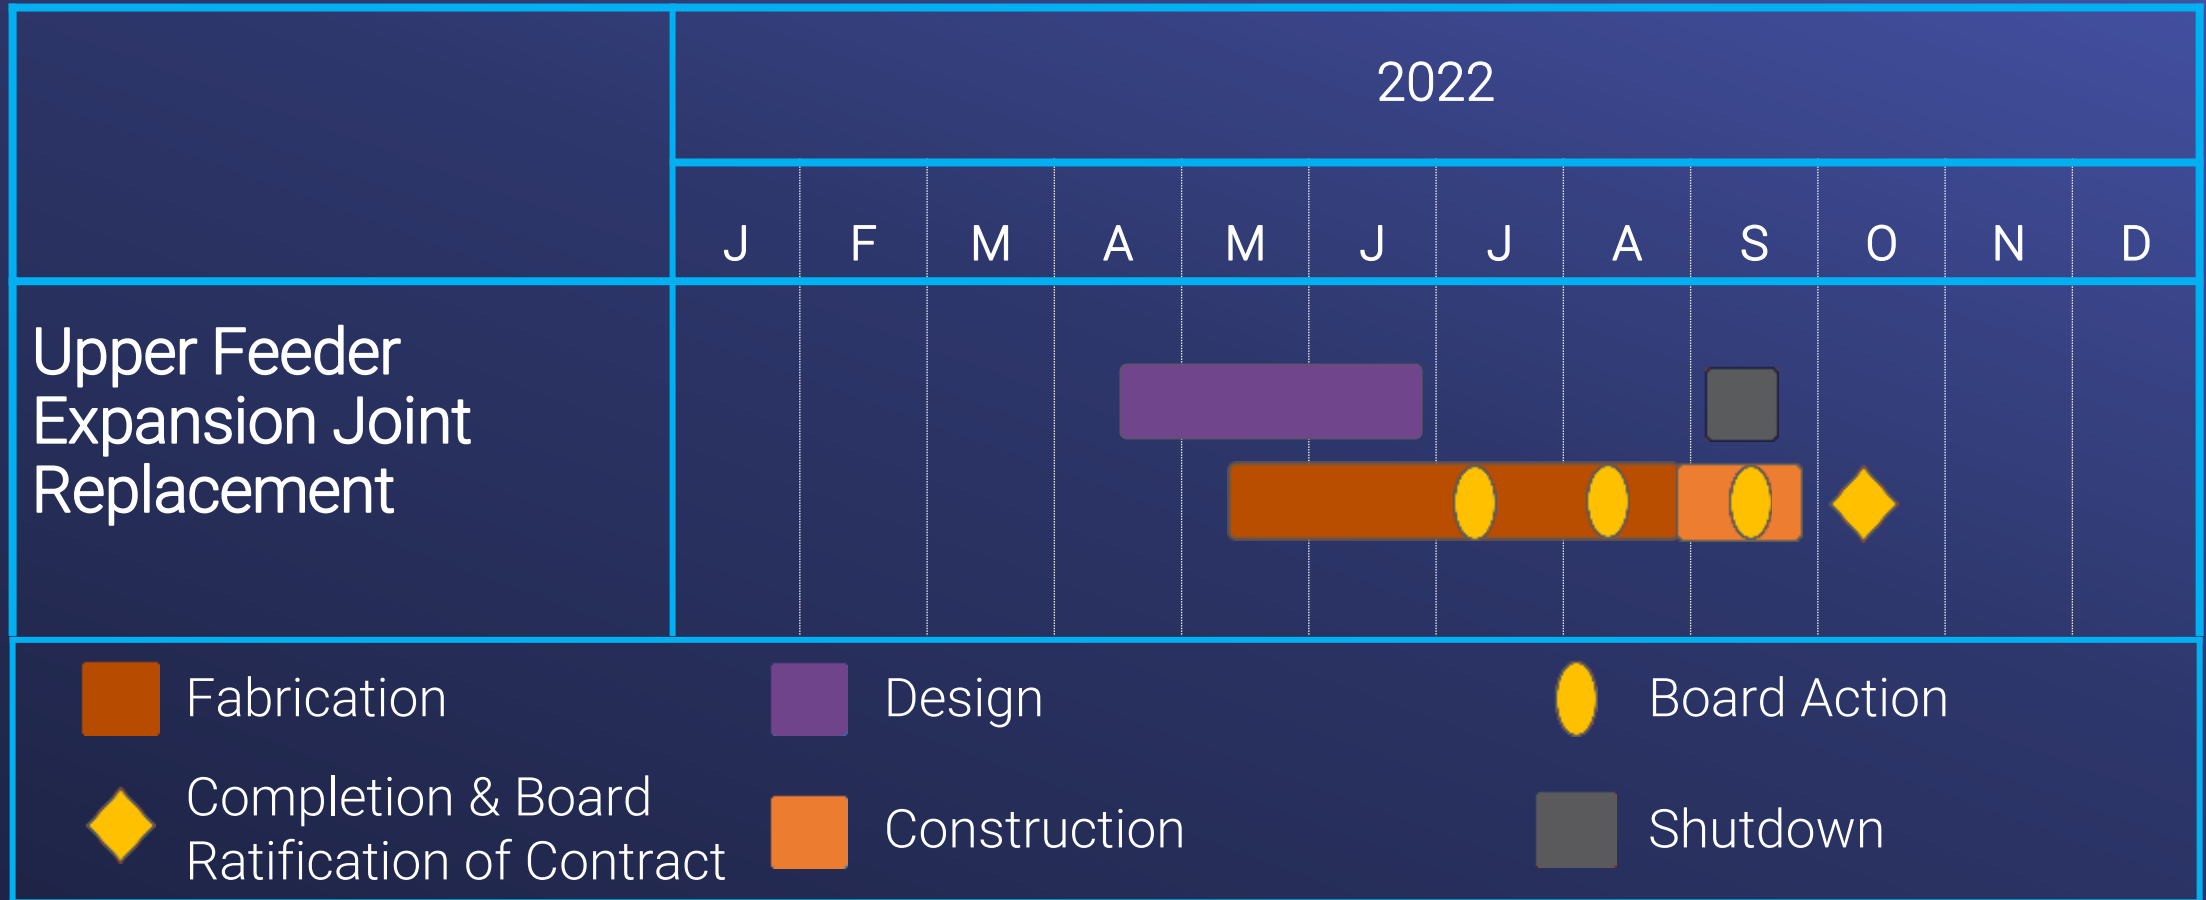 2022
J F M A M J J A S O N D
Upper Feeder
Expansion Joint
Replacement
Fabrication
Design
Board Action
Completion & Board
Ratification of Contract
Construction
Shutdown